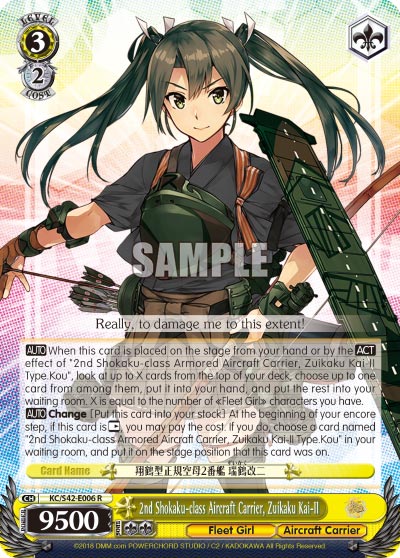 LEVEL
3
2
COST
SAMPLE
Really, to damage me to this extent!
AUTO When this card is placed on the stage from your hand or by the ACT
effect of "2nd Shokaku-class Armored Aircraft Carrier, Zuikaku Kai-II
Type.Kou", look at up to X cards from the top of your deck, choose up to one
card from among them, put it into your hand, and put the rest into your
waiting room. X is equal to the number of «Fleet Girl» characters you have.
AUTO Change [Put this card into your stock] At the beginning of your encore
step, if this card is , you may pay the cost. If you do, choose a card named
"2nd Shokaku-class Armored Aircraft Carrier, Zuikaku Kai-II Type.Kou" in your
waiting room, and put it on the stage position that this card was on.
Card Name 翔鶴型正規空母2番艦 瑞鶴改二
CH KC/S42-E006 R
2nd Shokaku-class Aircraft Carrier, Zuikaku Kai-II
9500
Fleet Girl Aircraft Carrier
©2018 DMM.com POWERCHORD STUDIO / C2 / KADOKAWA All Rights Reserved.